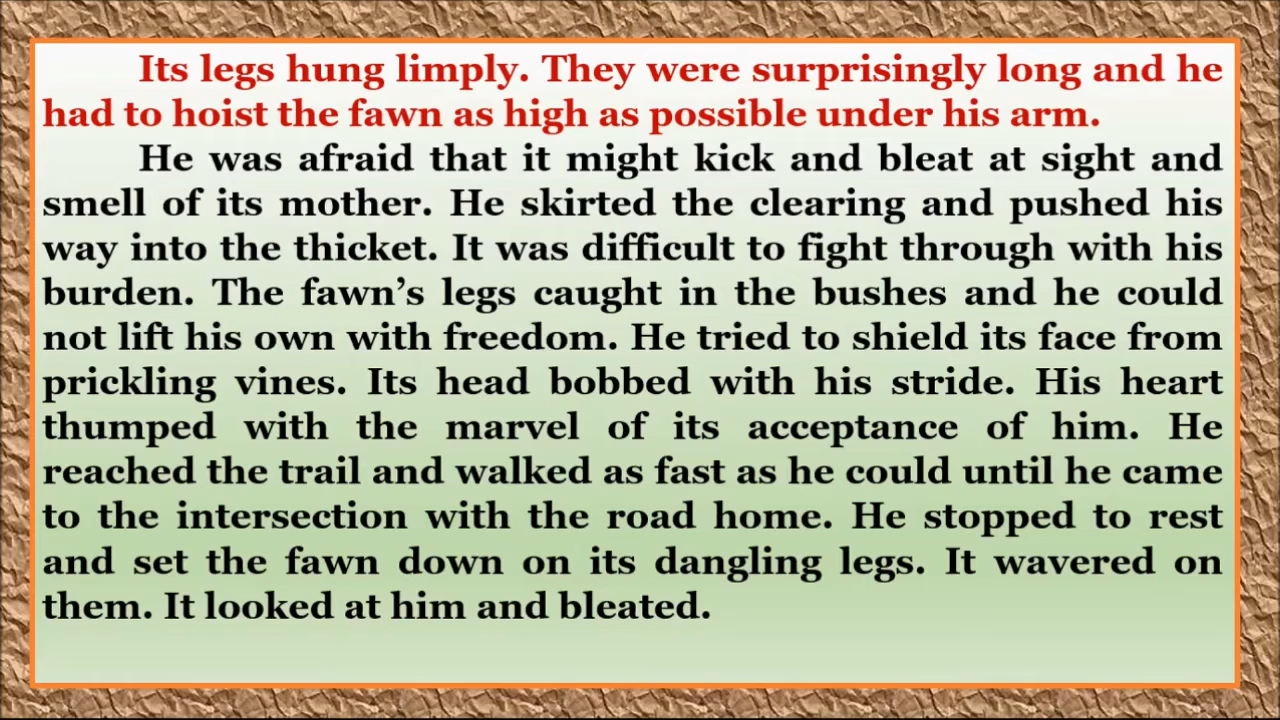 Its legs hung limply. They were surprisingly long and he
had to hoist the fawn as high as possible under his arm.
He was afraid that it might kick and bleat at sight and
smell of its mother. He skirted the clearing and pushed his
way into the thicket. It was difficult to fight through with his
burden. The fawn’s legs caught in the bushes and he could
not lift his own with freedom. He tried to shield its face from
prickling vines. Its head bobbed with his stride. His heart
thumped with the marvel of its acceptance of him. He
reached the trail and walked as fast as he could until he came
to the intersection with the road home. He stopped to rest
and set the fawn down on its dangling legs. It wavered on
them. It looked at him and bleated.